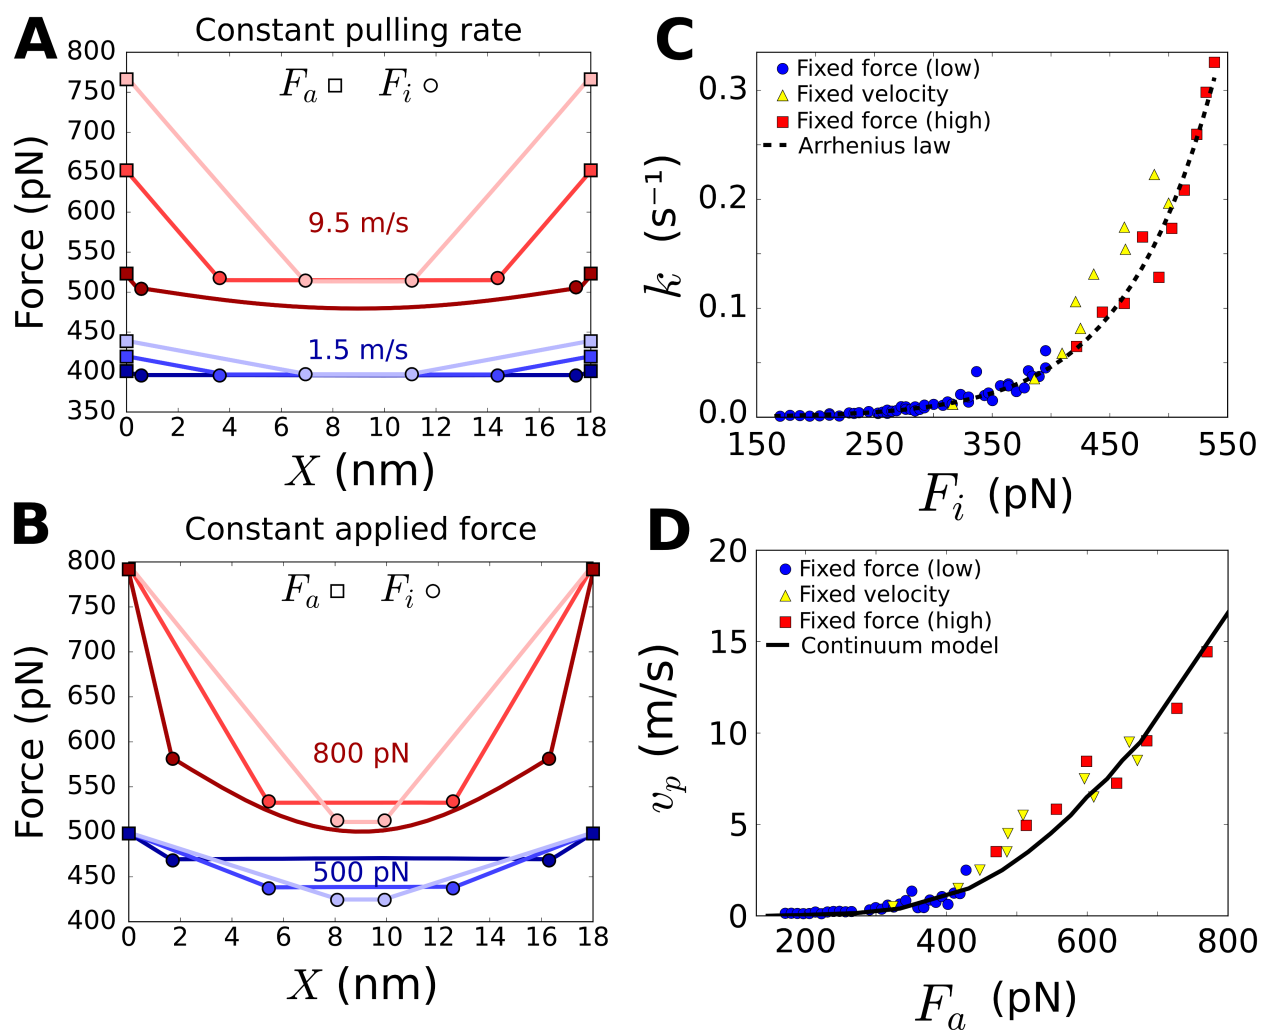 A
Constant pulling rate
F_a F_i
9.5 m/s
1.5 m/s
800
750
700
650
600
550
500
450
400
350
Force (pN)
0 2 4 6 8 10 12 14 16 18
X (nm)
B
Constant applied force
F_a F_i
800 pN
500 pN
800
750
700
650
600
550
500
450
400
Force (pN)
0 2 4 6 8 10 12 14 16 18
X (nm)
C
Fixed force (low)
Fixed velocity
Fixed force (high)
Arrhenius law
0.3
0.2
0.1
0.0
k (s⁻¹)
150 250 350 450 550
F_i (pN)
D
Fixed force (low)
Fixed velocity
Fixed force (high)
Continuum model
20
15
10
5
0
v_p (m/s)
200 400 600 800
F_a (pN)